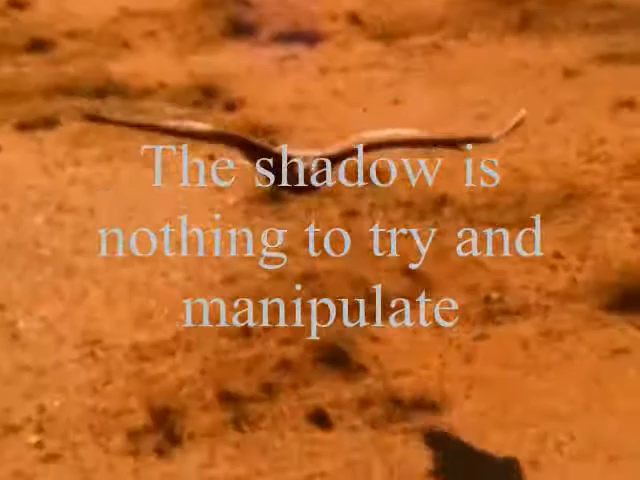 The shadow is
nothing to try and
manipulate